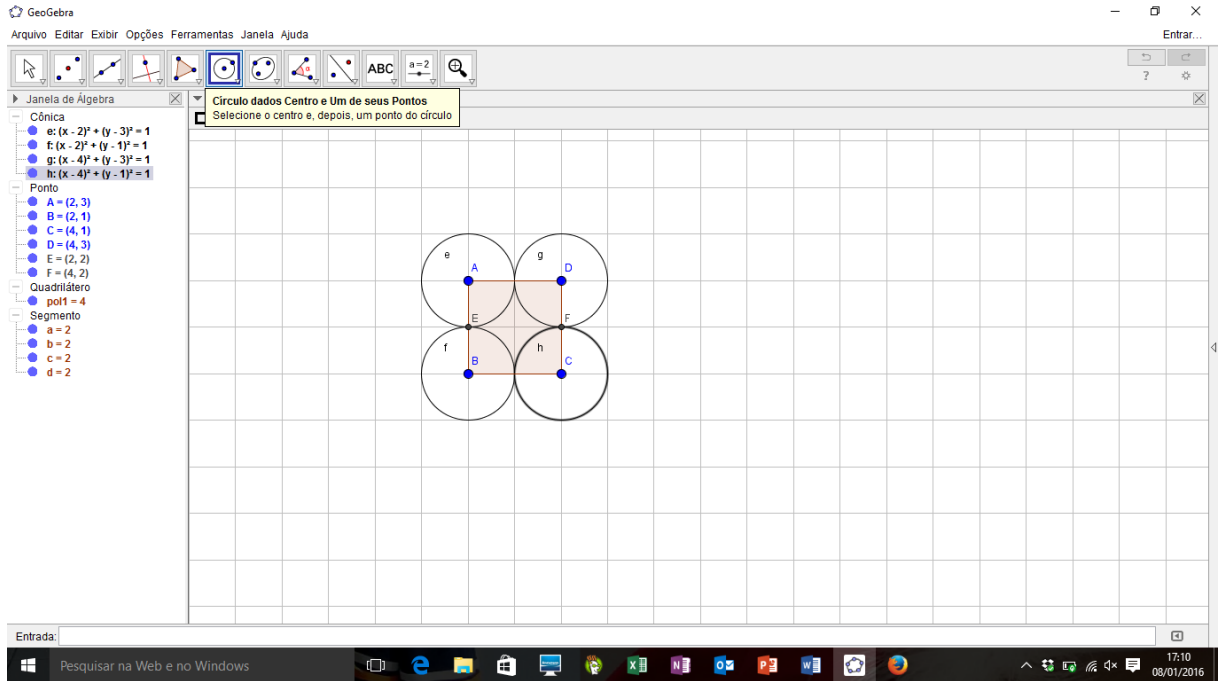 GeoGebra
Arquivo Editar Exibir Opções Ferramentas Janela Ajuda
Entrar...
ABC
a=2
?
Janela de Álgebra
Círculo dados Centro e Um de seus Pontos
Selecione o centro e, depois, um ponto do círculo
Cônica
e: (x - 2)² + (y - 3)² = 1
f: (x - 2)² + (y - 1)² = 1
g: (x - 4)² + (y - 3)² = 1
h: (x - 4)² + (y - 1)² = 1
Ponto
A = (2, 3)
B = (2, 1)
C = (4, 1)
D = (4, 3)
E = (2, 2)
F = (4, 2)
Quadrilátero
pol1 = 4
Segmento
a = 2
b = 2
c = 2
d = 2
e
g
A
D
E
F
f
h
B
C
Entrada:
Pesquisar na Web e no Windows
17:10
08/01/2016